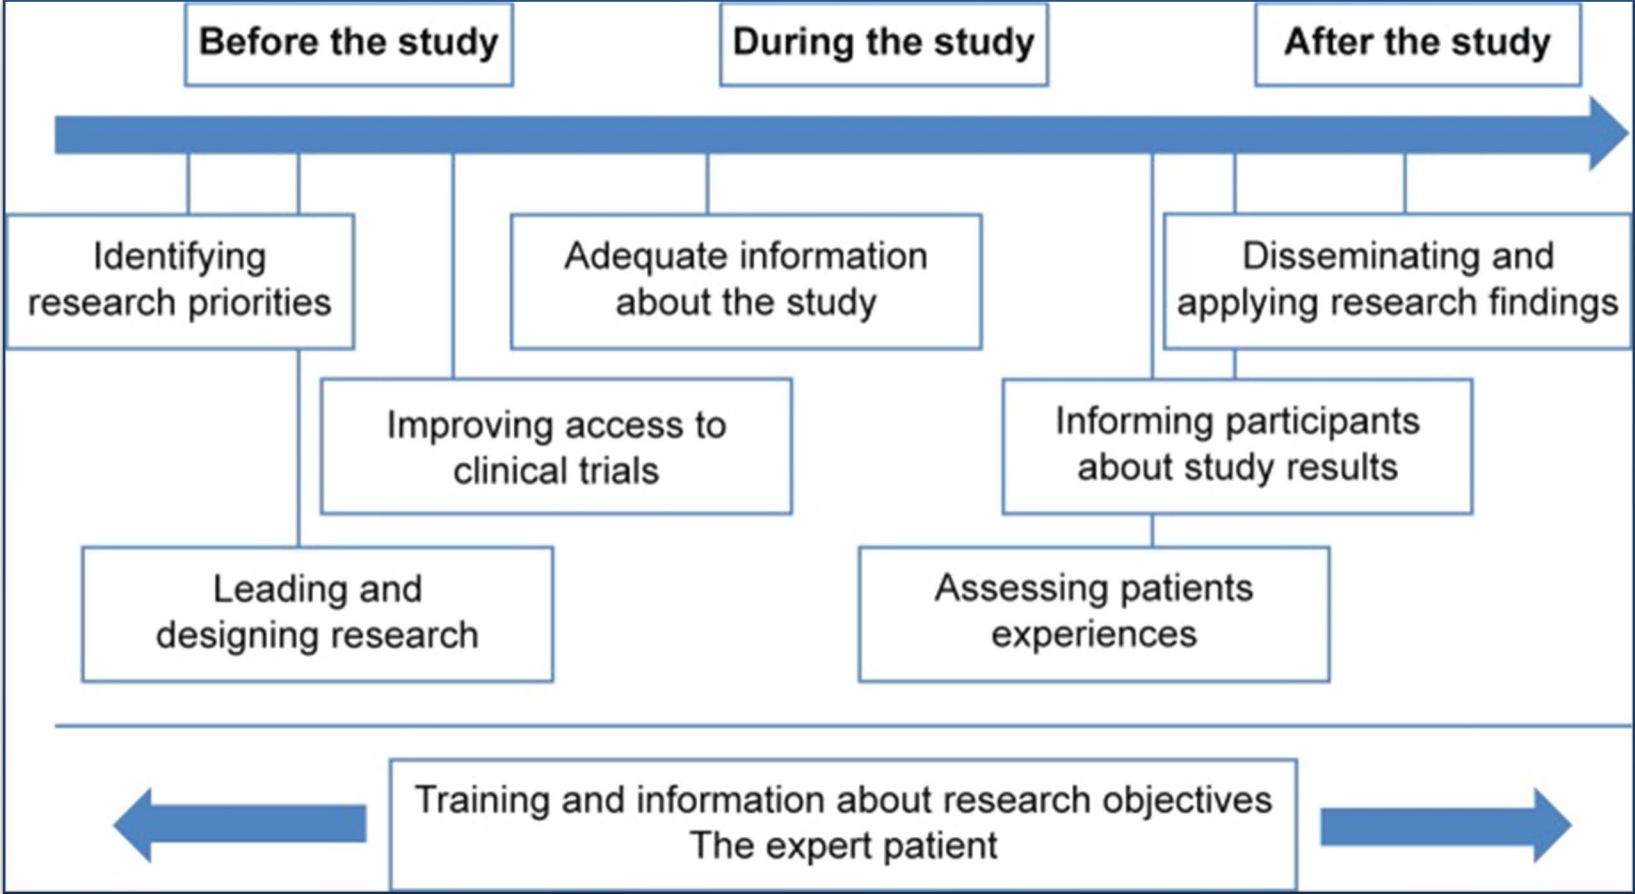 Before the study
During the study
After the study
Identifying
research priorities
Adequate information
about the study
Disseminating and
applying research findings
Improving access to
clinical trials
Informing participants
about study results
Leading and
designing research
Assessing patients
experiences
Training and information about research objectives
The expert patient